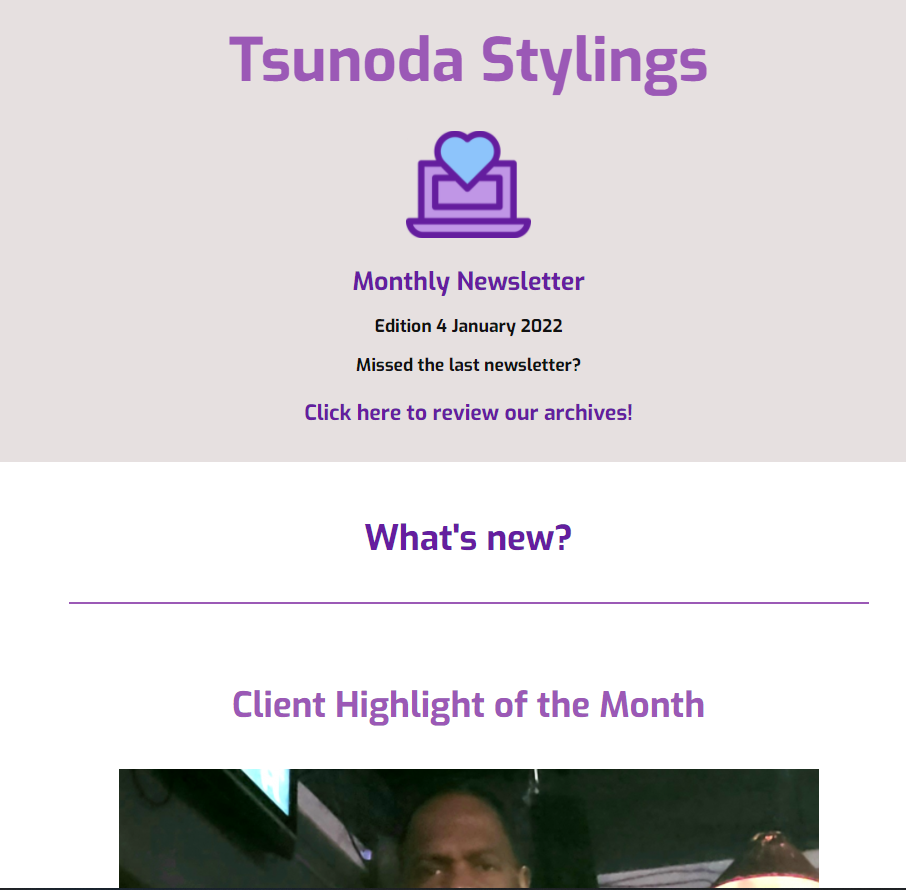 Tsunoda Stylings
Monthly Newsletter
Edition 4 January 2022
Missed the last newsletter?
Click here to review our archives!
What's new?
Client Highlight of the Month